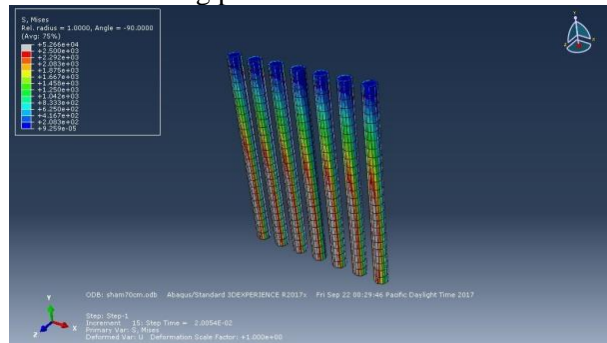 S, Mises
Rel. radius = 1.0000, Angle = -90.0000
(Avg: 75%)
+5.266e+04
+2.500e+03
+2.292e+03
+2.083e+03
+1.875e+03
+1.667e+03
+1.458e+03
+1.250e+03
+1.042e+03
+8.333e+02
+6.250e+02
+4.167e+02
+2.083e+02
+9.259e-05
ODB: sham70cm.odb Abaqus/Standard 3DEXPERIENCE R2017x Fri Sep 22 08:29:46 Pacific Daylight Time 2017
Y
Z
X
Step: Step-1
Increment 15: Step Time = 2.0054E-02
Primary Var: S, Mises
Deformed Var: U Deformation Scale Factor: +1.000e+00